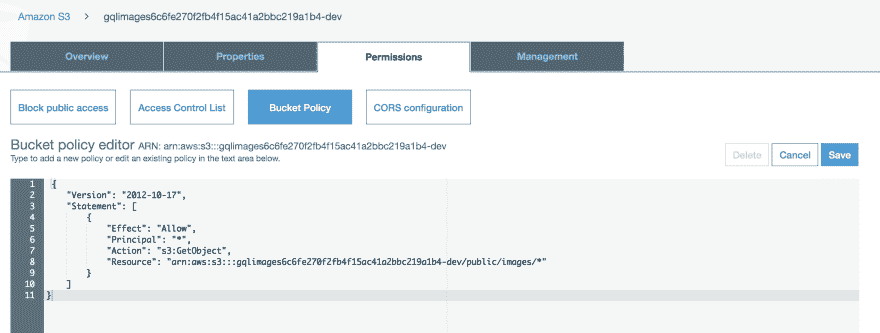 Amazon S3 > gqlimages6c6fe270f2fb4f15ac41a2bbc219a1b4-dev
Overview Properties Permissions Management
Block public access Access Control List Bucket Policy CORS configuration
Bucket policy editor ARN: arn:aws:s3:::gqlimages6c6fe270f2fb4f15ac41a2bbc219a1b4-dev
Type to add a new policy or edit an existing policy in the text area below.
Delete Cancel Save
1 {
2 "Version": "2012-10-17",
3 "Statement": [
4 {
5 "Effect": "Allow",
6 "Principal": "*",
7 "Action": "s3:GetObject",
8 "Resource": "arn:aws:s3:::gqlimages6c6fe270f2fb4f15ac41a2bbc219a1b4-dev/public/images/*"
9 }
10 ]
11 }